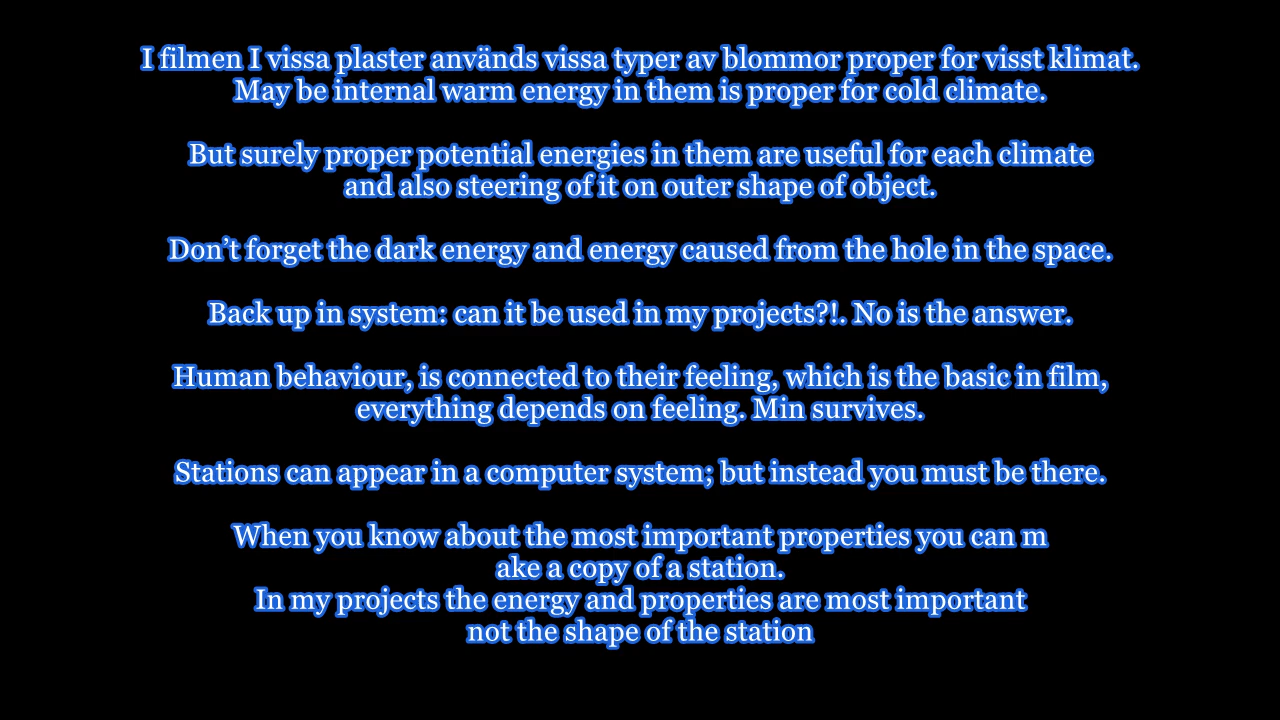 I filmen I vissa plaster används vissa typer av blommor proper for visst klimat.
May be internal warm energy in them is proper for cold climate.
But surely proper potential energies in them are useful for each climate
and also steering of it on outer shape of object.
Don’t forget the dark energy and energy caused from the hole in the space.
Back up in system: can it be used in my projects?!. No is the answer.
Human behaviour, is connected to their feeling, which is the basic in film,
everything depends on feeling. Min survives.
Stations can appear in a computer system; but instead you must be there.
When you know about the most important properties you can m
ake a copy of a station.
In my projects the energy and properties are most important
not the shape of the station